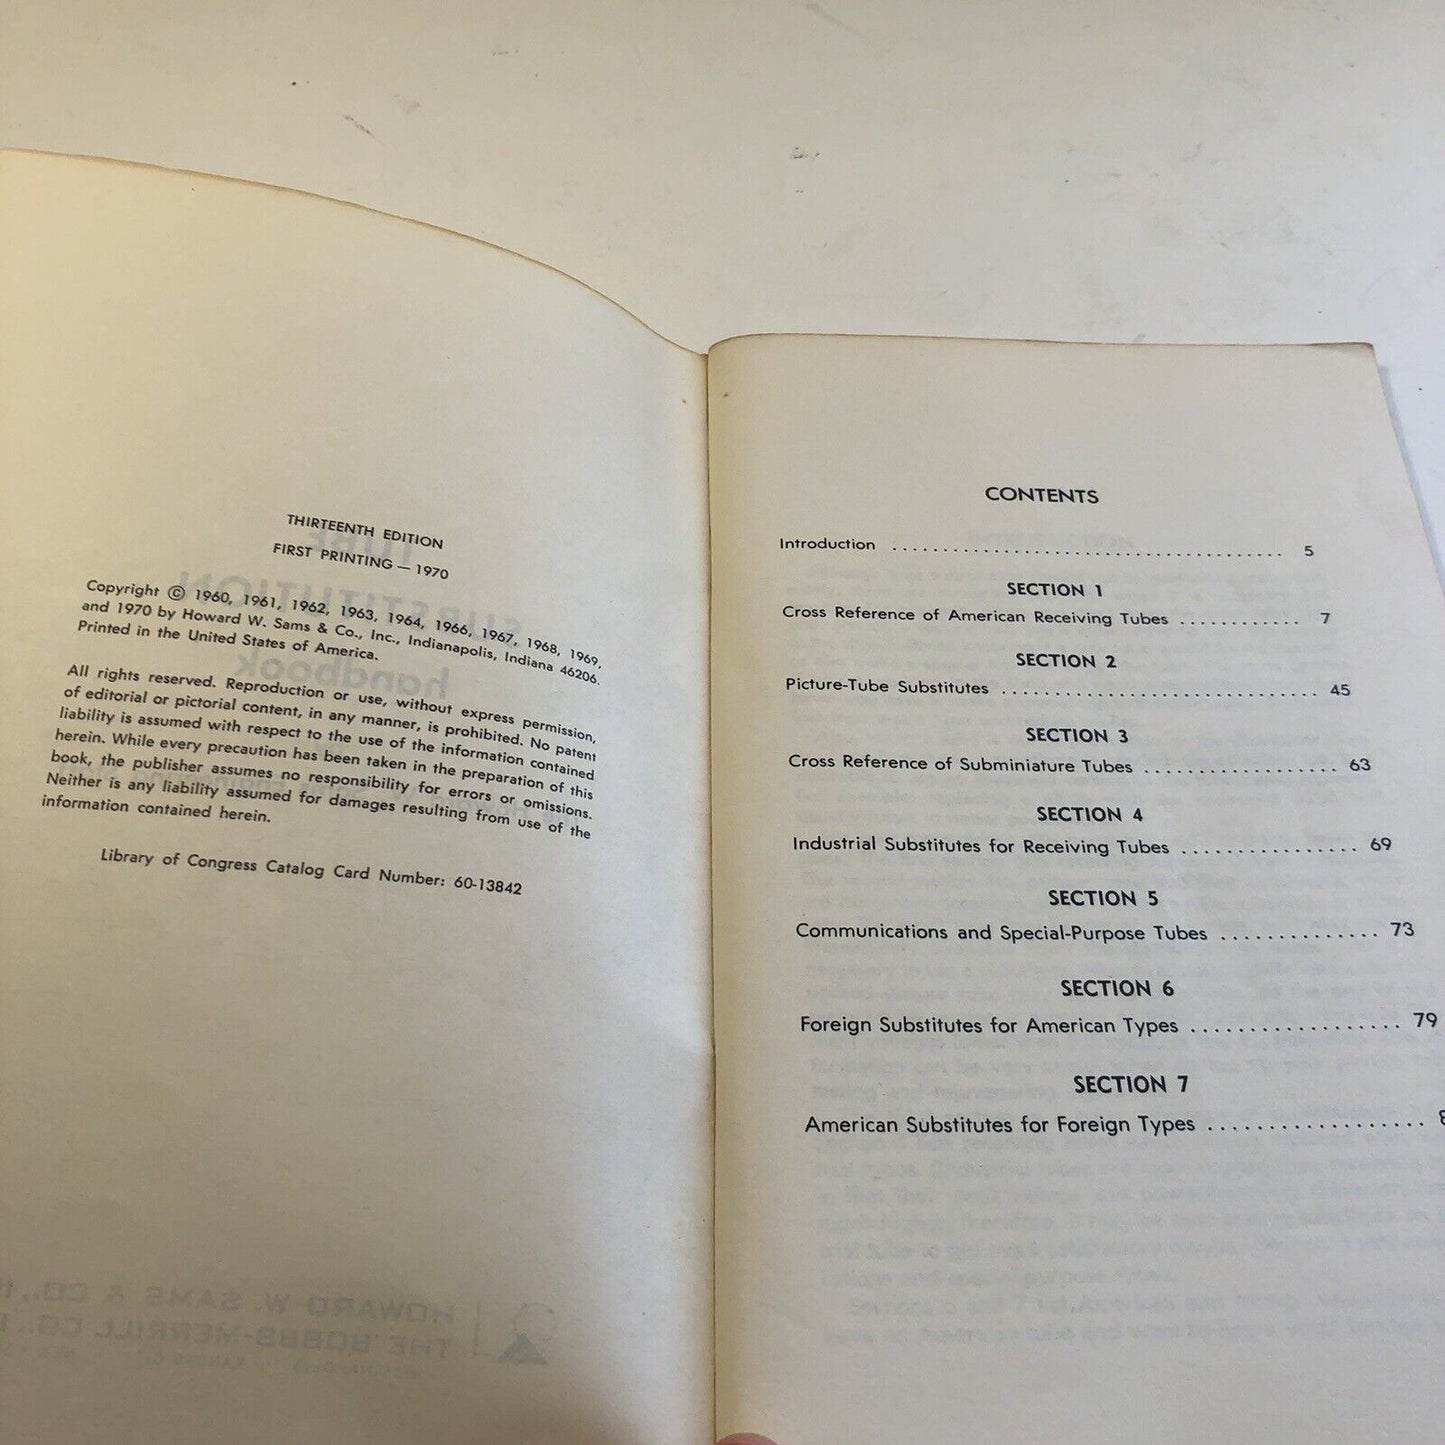 THIRTEENTH EDITION
FIRST PRINTING — 1970
Copyright © 1960, 1961, 1962, 1963, 1964, 1966, 1967, 1968, 1969,
and 1970 by Howard W. Sams & Co., Inc., Indianapolis, Indiana 46206.
Printed in the United States of America.
All rights reserved. Reproduction or use, without express permission,
of editorial or pictorial content, in any manner, is prohibited. No patent
liability is assumed with respect to the use of the information contained
herein. While every precaution has been taken in the preparation of this
book, the publisher assumes no responsibility for errors or omissions.
Neither is any liability assumed for damages resulting from use of the
information contained herein.
Library of Congress Catalog Card Number: 60-13842
CONTENTS
Introduction ..................................... 5
SECTION 1
Cross Reference of American Receiving Tubes ............ 7
SECTION 2
Picture-Tube Substitutes .............................. 45
SECTION 3
Cross Reference of Subminiature Tubes ................. 63
SECTION 4
Industrial Substitutes for Receiving Tubes ................ 69
SECTION 5
Communications and Special-Purpose Tubes .............. 73
SECTION 6
Foreign Substitutes for American Types ................... 79
SECTION 7
American Substitutes for Foreign Types ..................